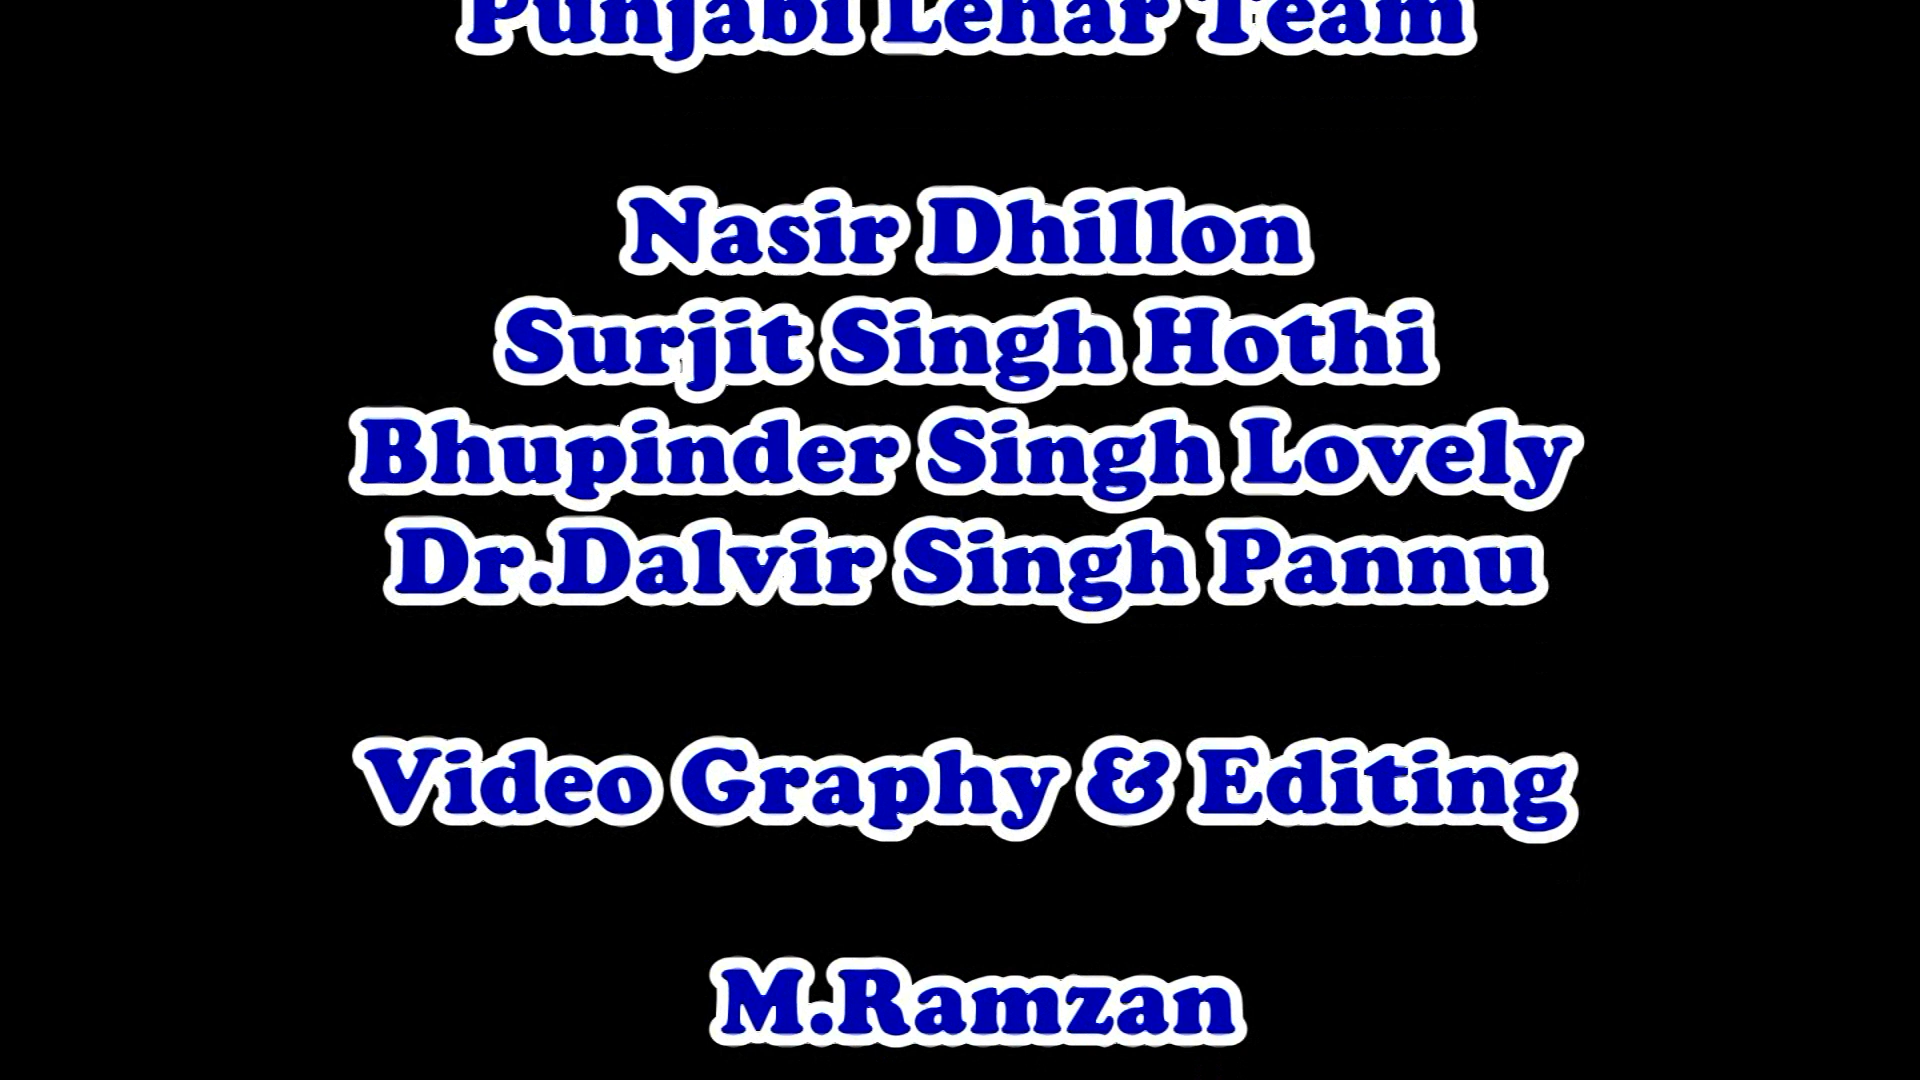 Punjabi Lehar Team
Nasir Dhillon
Surjit Singh Hothi
Bhupinder Singh Lovely
Dr.Dalvir Singh Pannu
Video Graphy & Editing
M.Ramzan